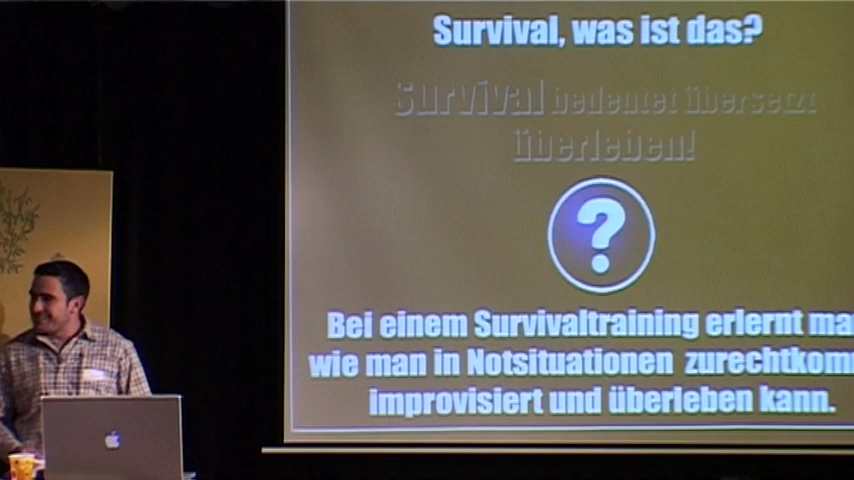 Survival, was ist das?
Survival bedeutet übersetzt
überleben!
?
Bei einem Survivaltraining erlernt ma
wie man in Notsituationen zurechtkomm
improvisiert und überleben kann.